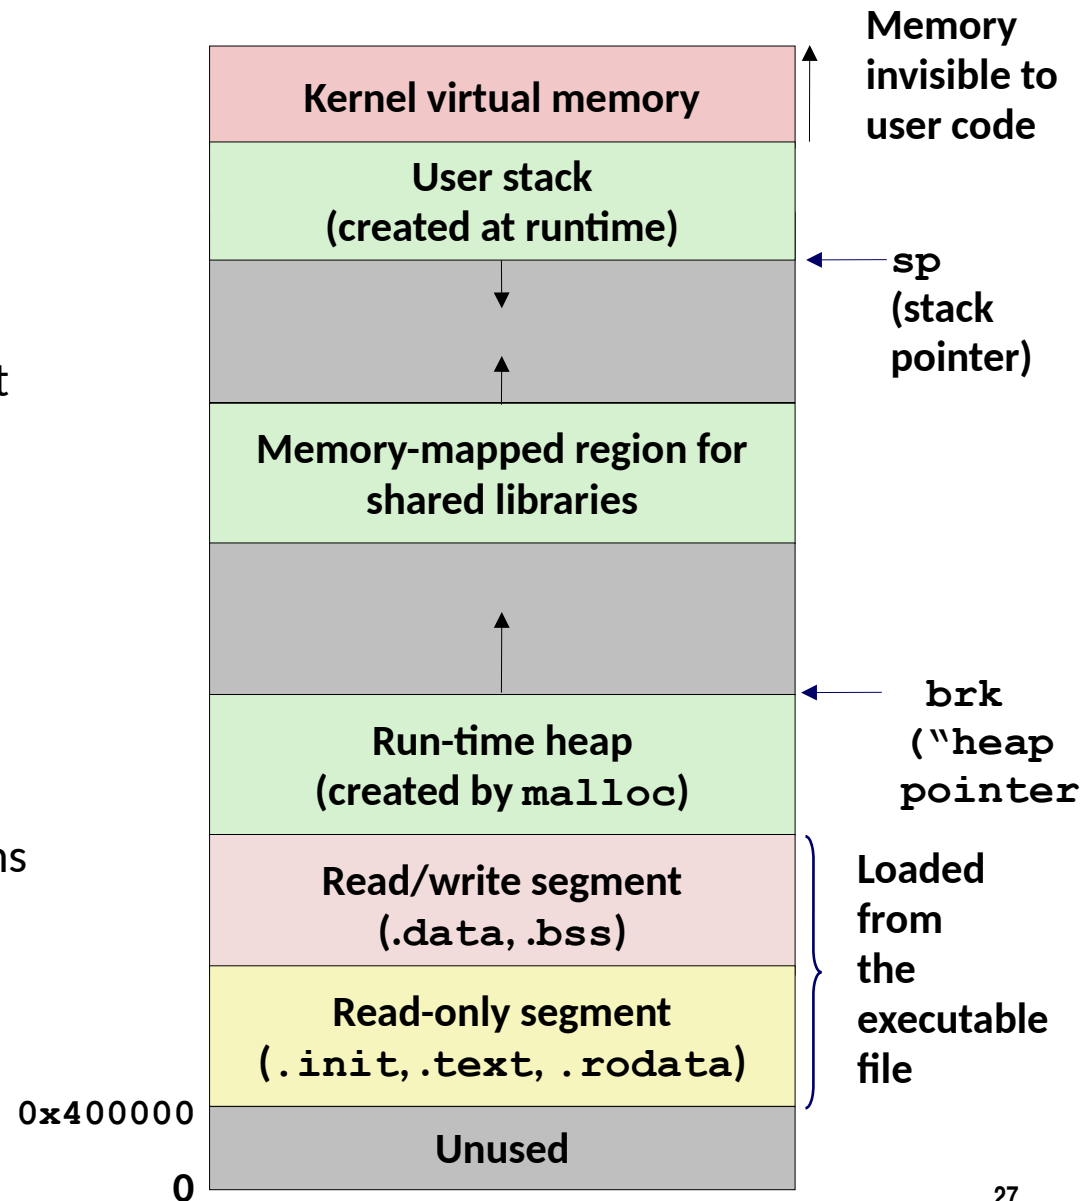 Memory
invisible to
user code
Kernel virtual memory
User stack
(created at runtime)
sp
(stack
pointer)
t
Memory-mapped region for
shared libraries
brk
(“heap
pointer
Run-time heap
(created by malloc)
ns
Read/write segment
(.data, .bss)
Loaded
from
the
executable
file
Read-only segment
(.init, .text, .rodata)
0x400000
Unused
0
27